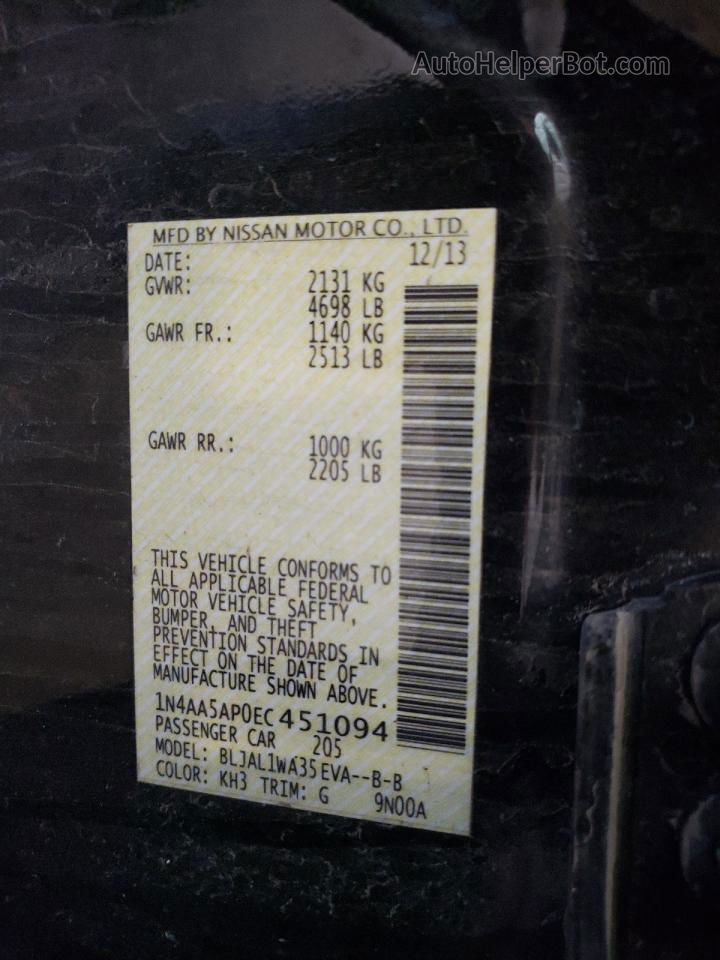 AutoHelperBot.com
MFD BY NISSAN MOTOR CO., LTD.
DATE: 12/13
GVWR: 2131 KG
4698 LB
GAWR FR.: 1140 KG
2513 LB
GAWR RR.: 1000 KG
2205 LB
THIS VEHICLE CONFORMS TO
ALL APPLICABLE FEDERAL
MOTOR VEHICLE SAFETY,
BUMPER, AND THEFT
PREVENTION STANDARDS IN
EFFECT ON THE DATE OF
MANUFACTURE SHOWN ABOVE.
1N4AA5AP0EC451094
PASSENGER CAR 205
MODEL: BLJAL1WA35EVA--B-B
COLOR: KH3 TRIM: G 9N00A